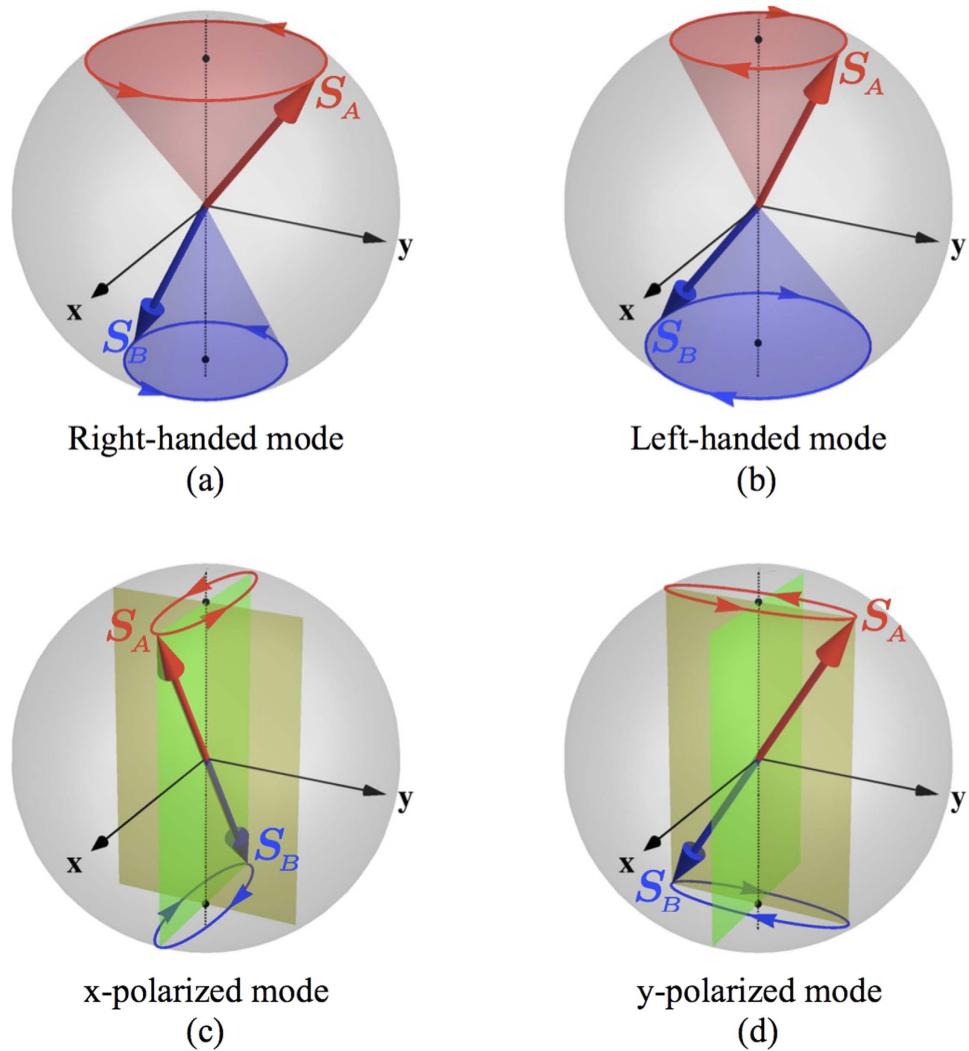 S_A
S_B
x
y
Right-handed mode
(a)
S_A
S_B
x
y
Left-handed mode
(b)
S_A
S_B
x
y
x-polarized mode
(c)
S_A
S_B
x
y
y-polarized mode
(d)